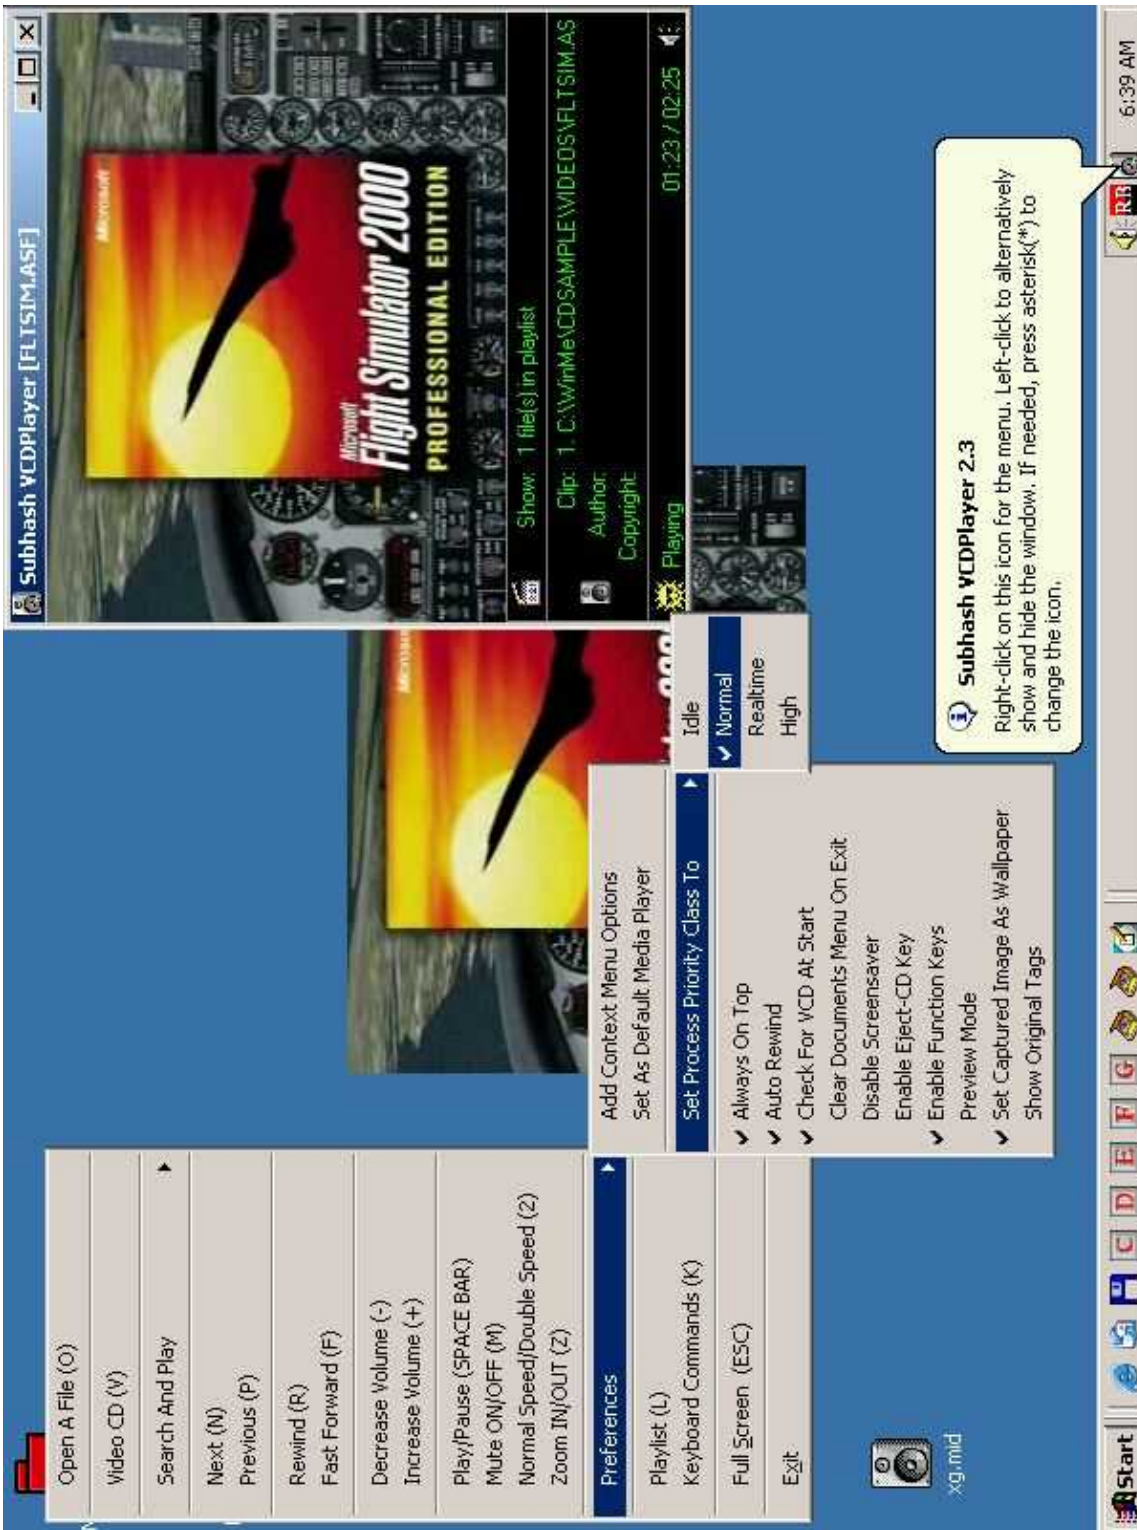 Subhash VCDPlayer [FLTSIM.ASF]
Microsoft
Microsoft
Flight Simulator 2000
PROFESSIONAL EDITION
Show: 1 file(s) in playlist
Clip: 1. C:\WinMe\CDSAMPLE\VIDEOS\FLTSIM.AS
Author:
Copyright:
Playing 01:23 / 02:25
Open A File (O)
Video CD (V)
Search And Play
Next (N)
Previous (P)
Rewind (R)
Fast Forward (F)
Decrease Volume (-)
Increase Volume (+)
Play/Pause (SPACE BAR)
Mute ON/OFF (M)
Normal Speed/Double Speed (2)
Zoom IN/OUT (Z)
Preferences
Playlist (L)
Keyboard Commands (K)
Full Screen (ESC)
Exit
Add Context Menu Options
Set As Default Media Player
Set Process Priority Class To
Always On Top
Auto Rewind
Check For VCD At Start
Clear Documents Menu On Exit
Disable Screensaver
Enable Eject-CD Key
Enable Function Keys
Preview Mode
Set Captured Image As Wallpaper
Show Original Tags
Idle
Normal
Realtime
High
Subhash VCDPlayer 2.3
Right-click on this icon for the menu. Left-click to alternatively
show and hide the window. If needed, press asterisk(*) to
change the icon.
xg.mid
Start C D E F G RB 6:39 AM